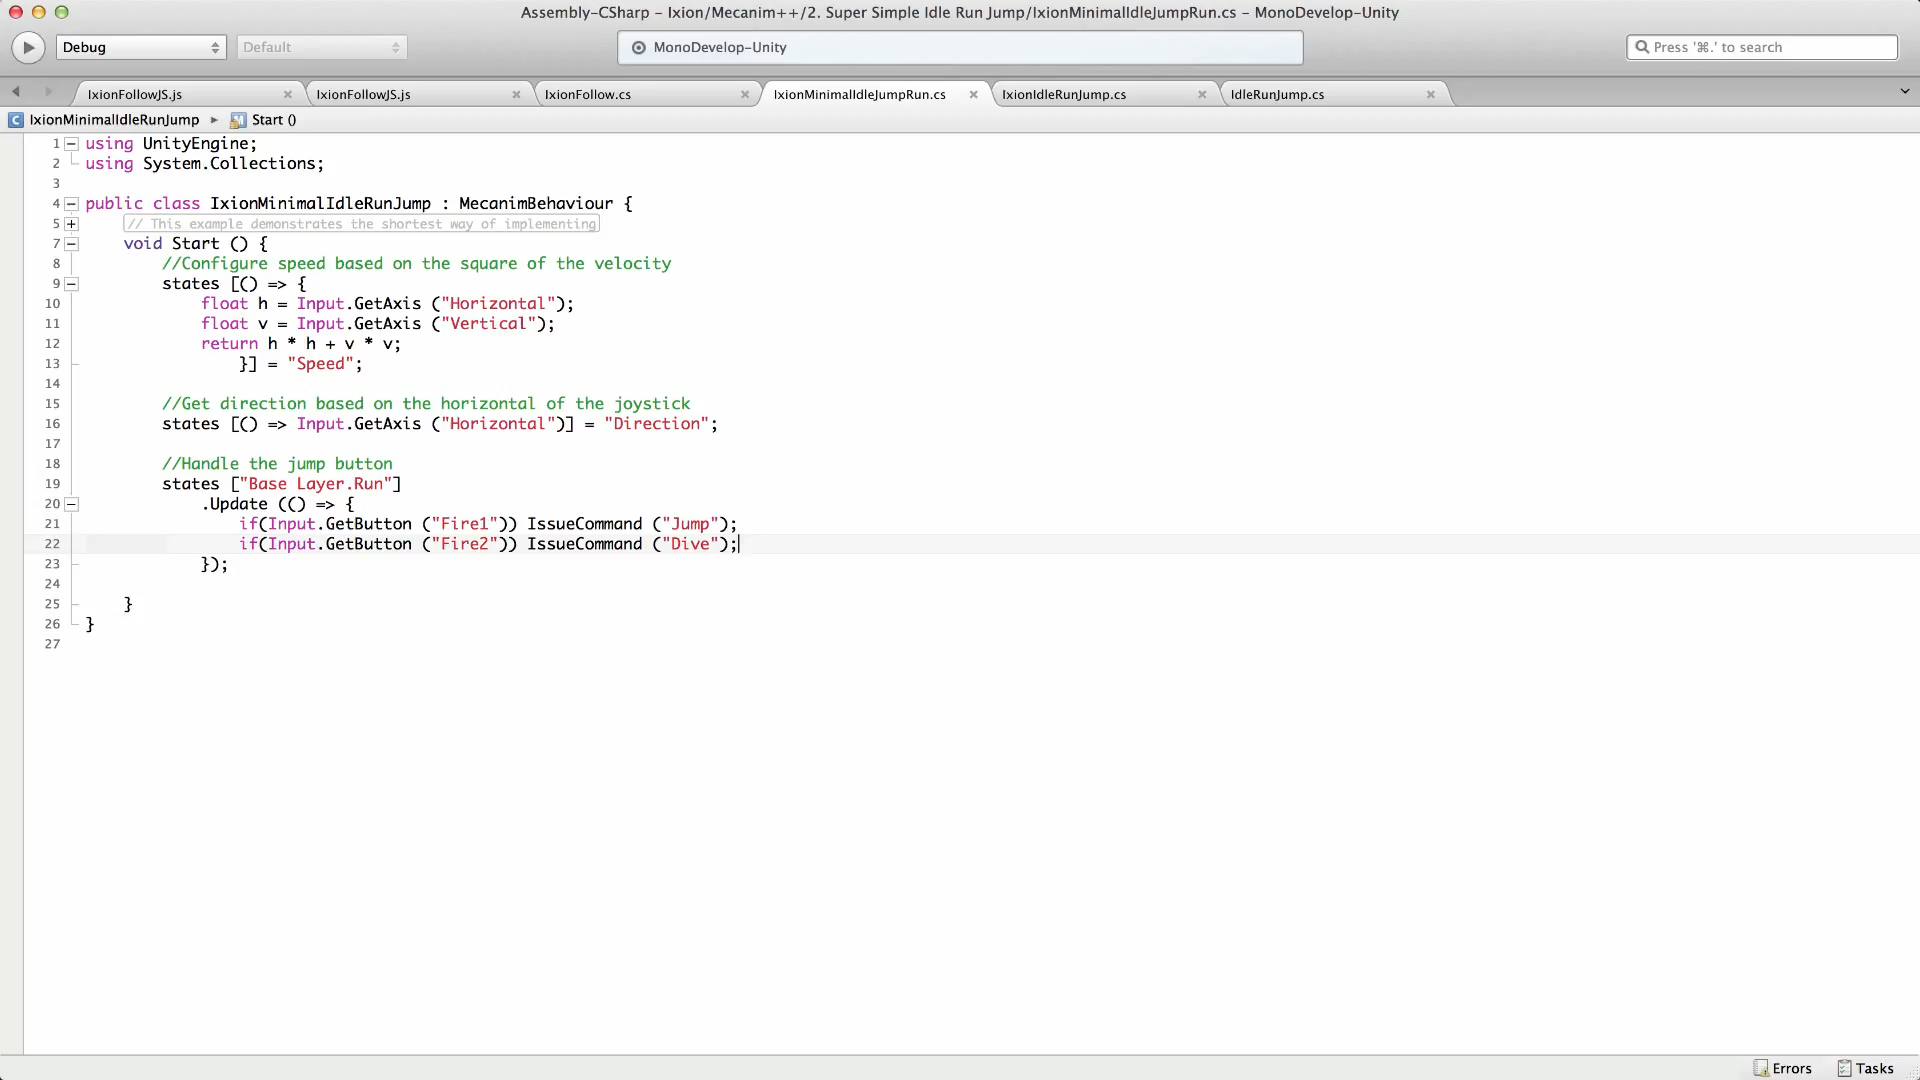 Assembly-CSharp – Ixion/Mecanim++/2. Super Simple Idle Run Jump/IxionMinimalIdleJumpRun.cs – MonoDevelop-Unity
Debug Default MonoDevelop-Unity Press '⌘.' to search
IxionFollowJS.js IxionFollowJS.js IxionFollow.cs IxionMinimalIdleJumpRun.cs IxionIdleRunJump.cs IdleRunJump.cs
IxionMinimalIdleRunJump Start ()
1 using UnityEngine;
2 using System.Collections;
3
4 public class IxionMinimalIdleRunJump : MecanimBehaviour {
5 // This example demonstrates the shortest way of implementing
7 void Start () {
8 //Configure speed based on the square of the velocity
9 states [() => {
10 float h = Input.GetAxis ("Horizontal");
11 float v = Input.GetAxis ("Vertical");
12 return h * h + v * v;
13 }] = "Speed";
14
15 //Get direction based on the horizontal of the joystick
16 states [() => Input.GetAxis ("Horizontal")] = "Direction";
17
18 //Handle the jump button
19 states ["Base Layer.Run"]
20 .Update (() => {
21 if(Input.GetButton ("Fire1")) IssueCommand ("Jump");
22 if(Input.GetButton ("Fire2")) IssueCommand ("Dive");
23 });
24
25 }
26 }
27
Errors Tasks